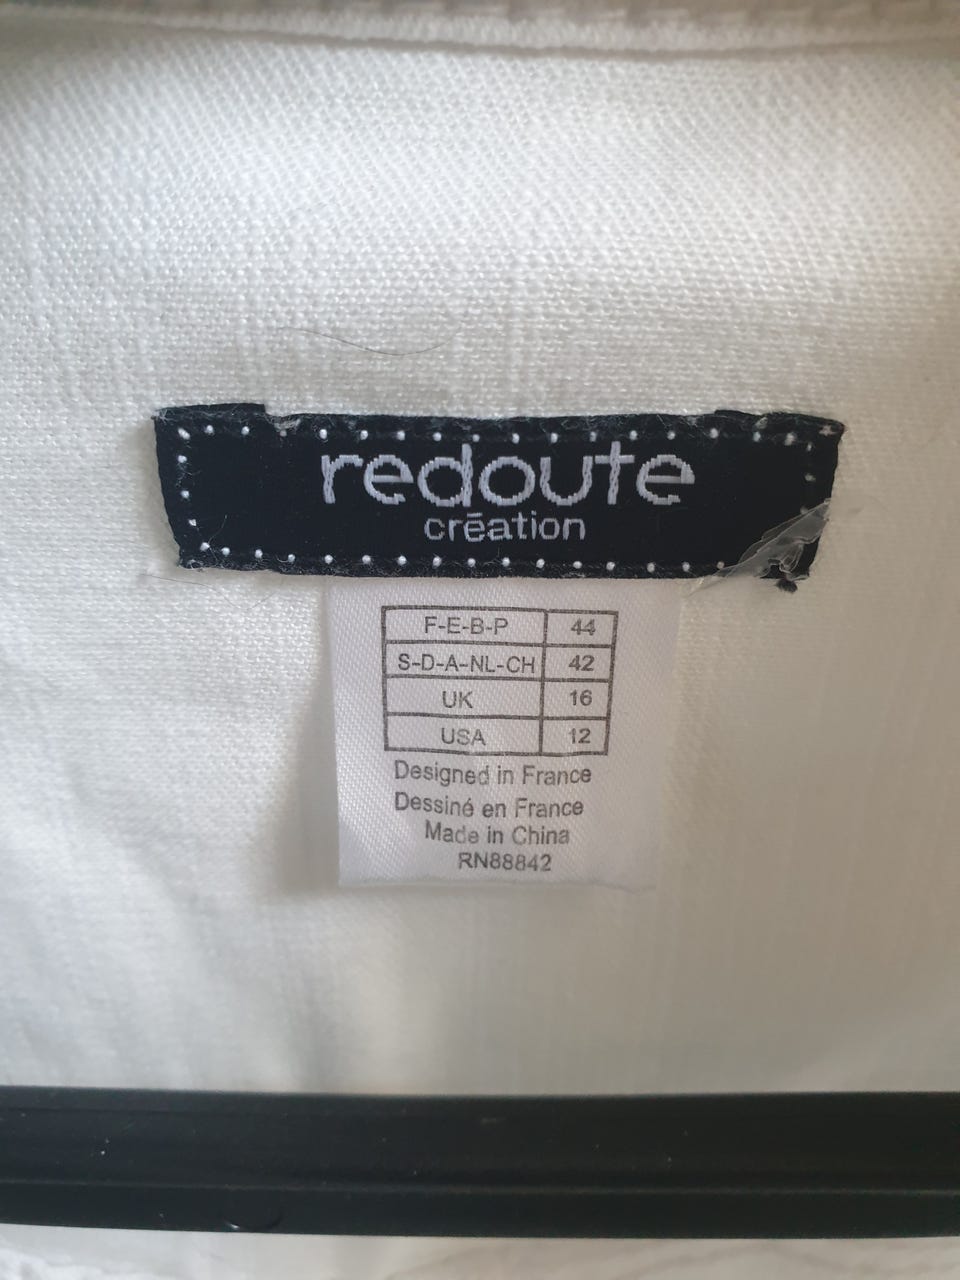 redoute
création
F-E-B-P 44
S-D-A-NL-CH 42
UK 16
USA 12
Designed in France
Dessiné en France
Made in China
RN88842